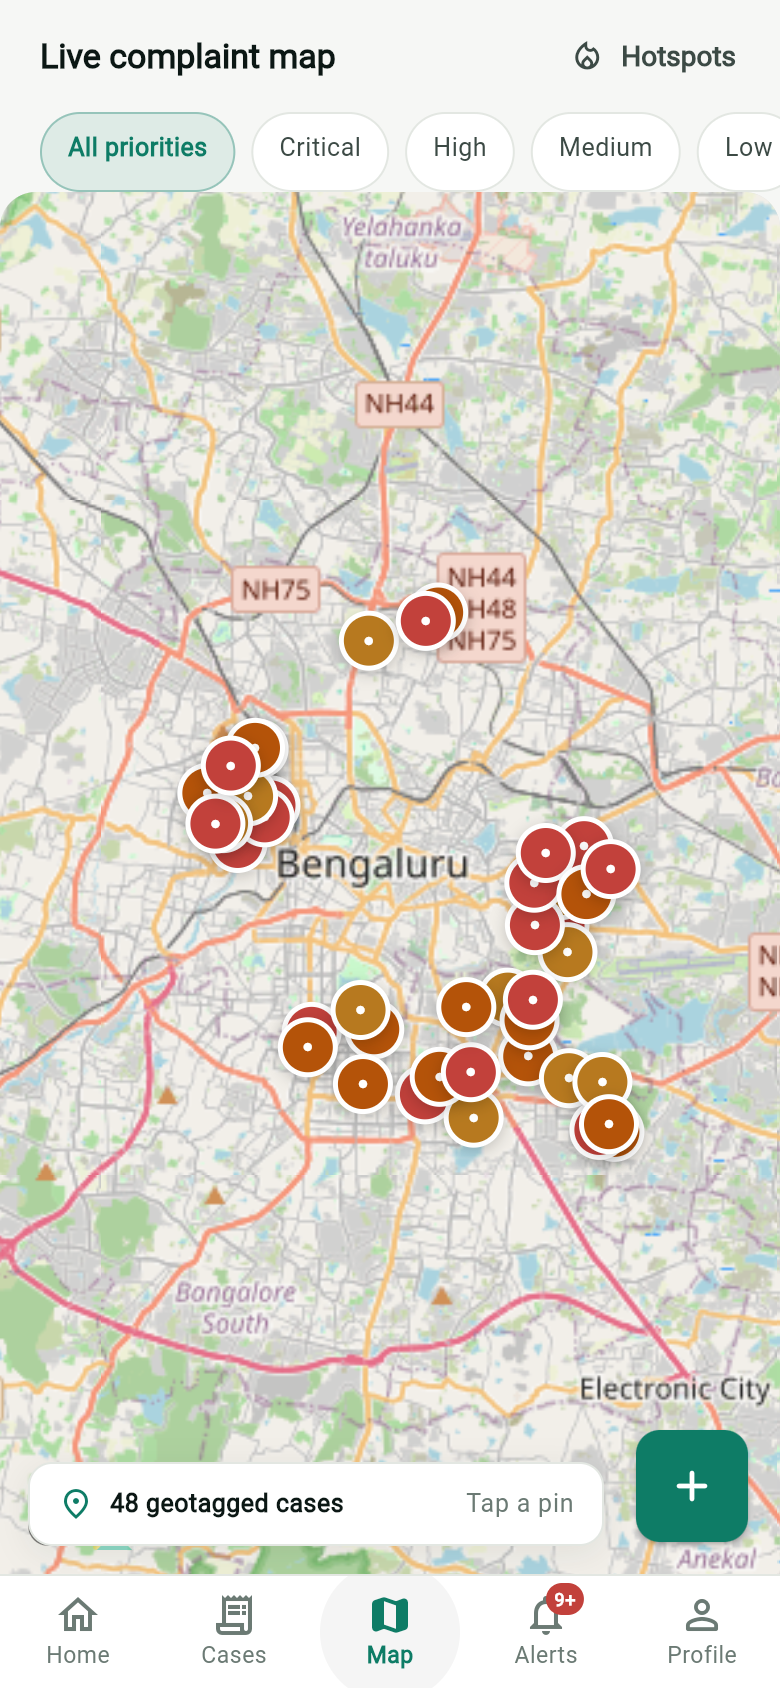 Live complaint map
Hotspots
All priorities
Critical
High
Medium
Low
Yelahanka
taluku
NH44
NH75
NH44
H48
NH75
Bengaluru
Bangalore
South
Electronic City
48 geotagged cases
Tap a pin
Anekal
Home
Cases
Map
9+
Alerts
Profile